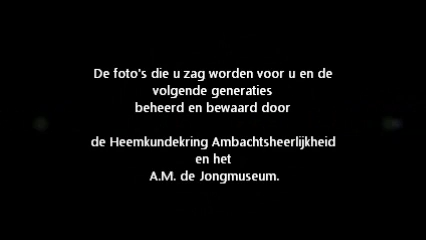 De foto's die u zag worden voor u en de
volgende generaties
beheerd en bewaard door
de Heemkundekring Ambachtsheerlijkheid
en het
A.M. de Jongmuseum.